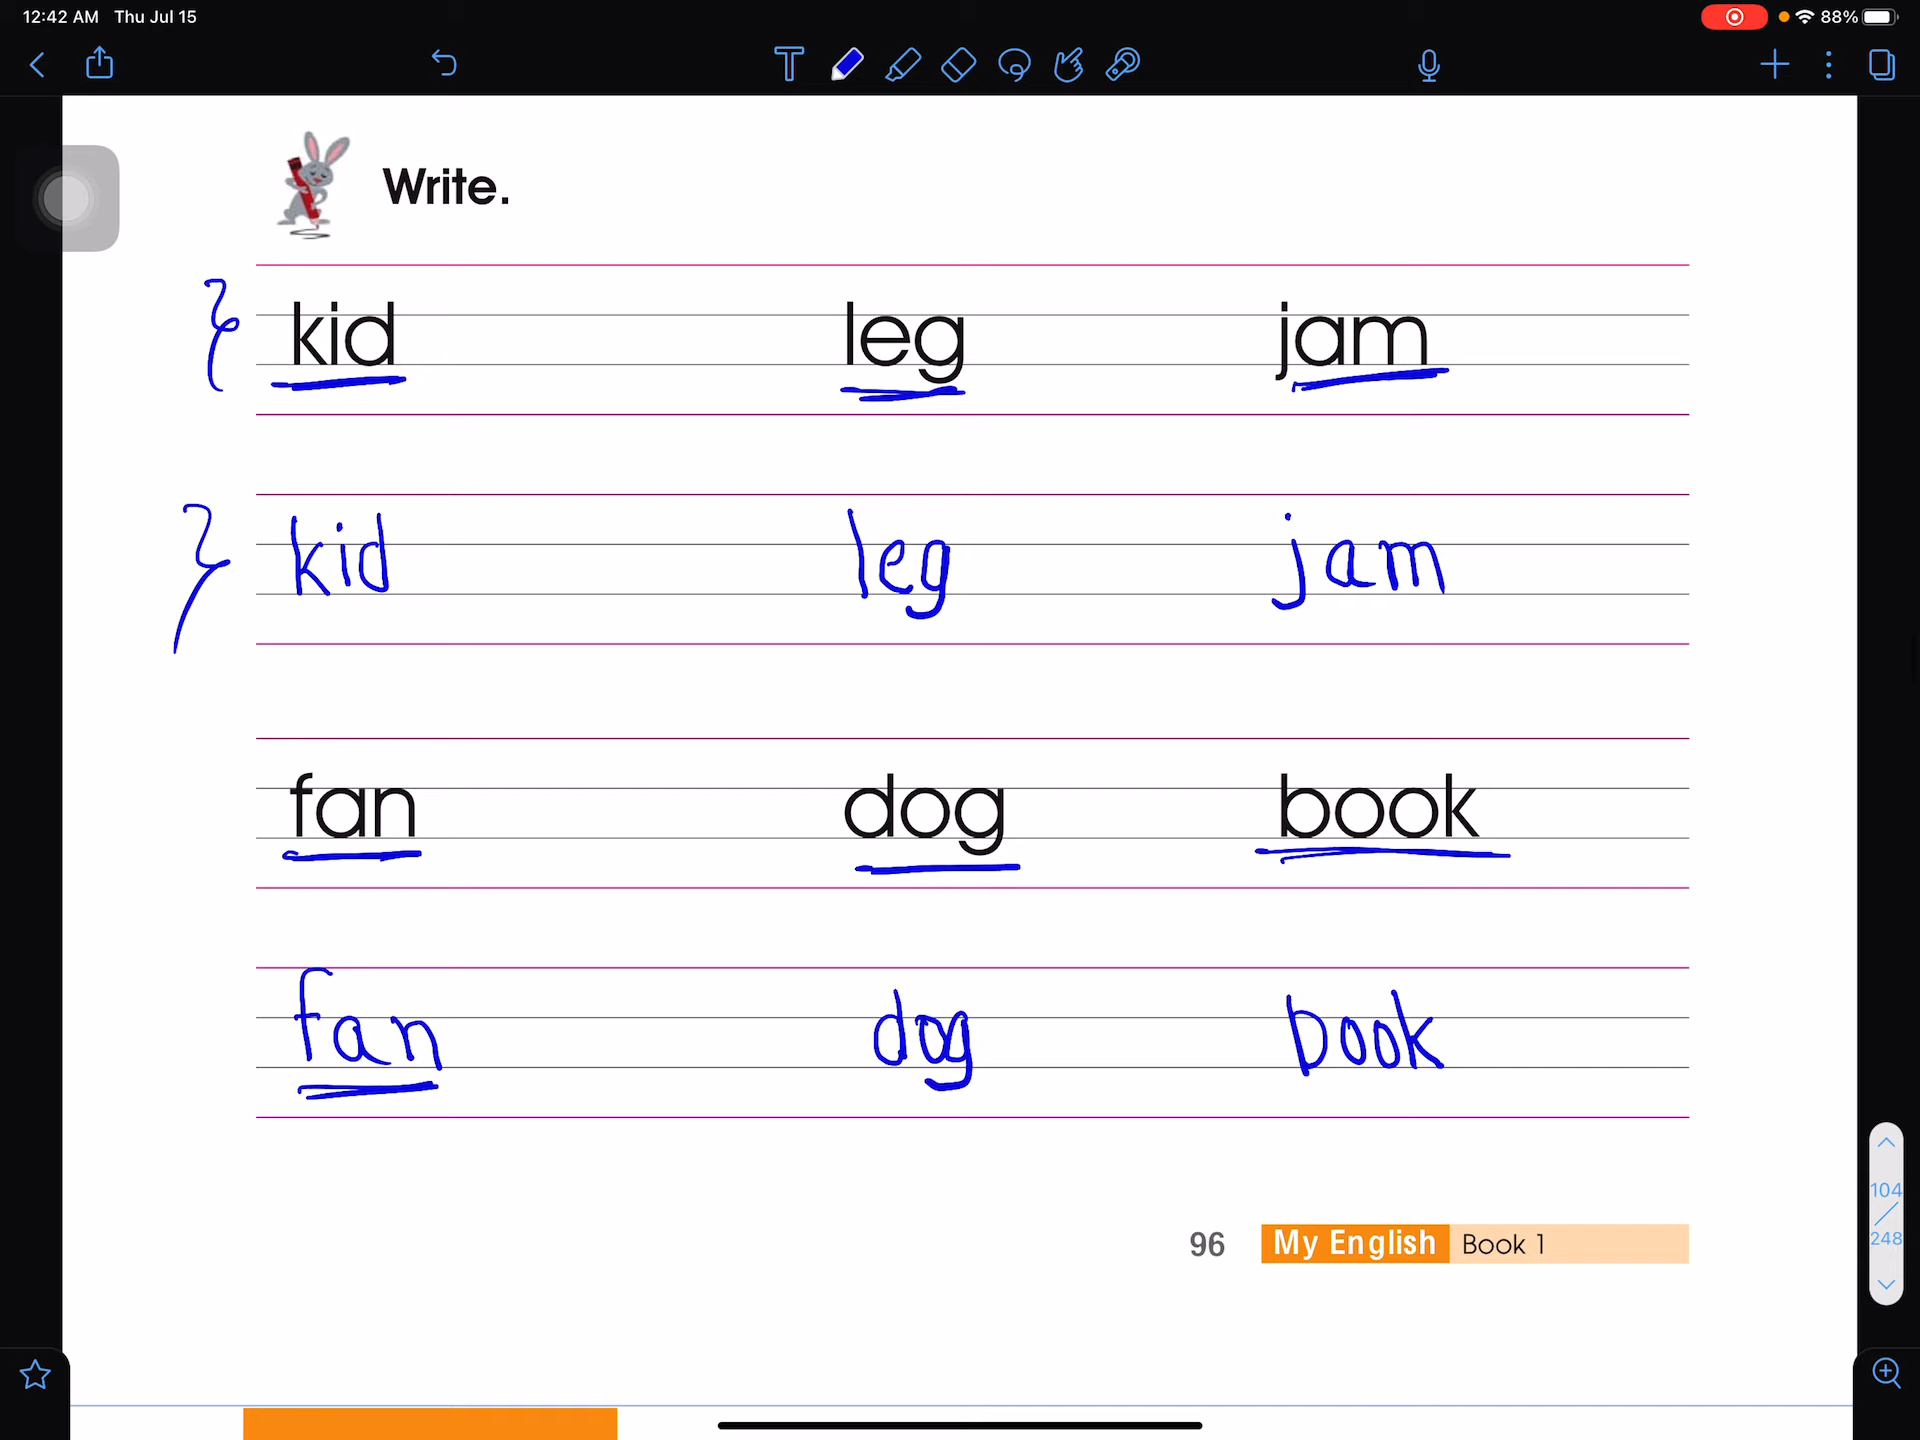 12:42 AM Thu Jul 15 88%
Write.
kid leg jam
kid leg jam
fan dog book
fan dog book
104
248
96 My English Book 1